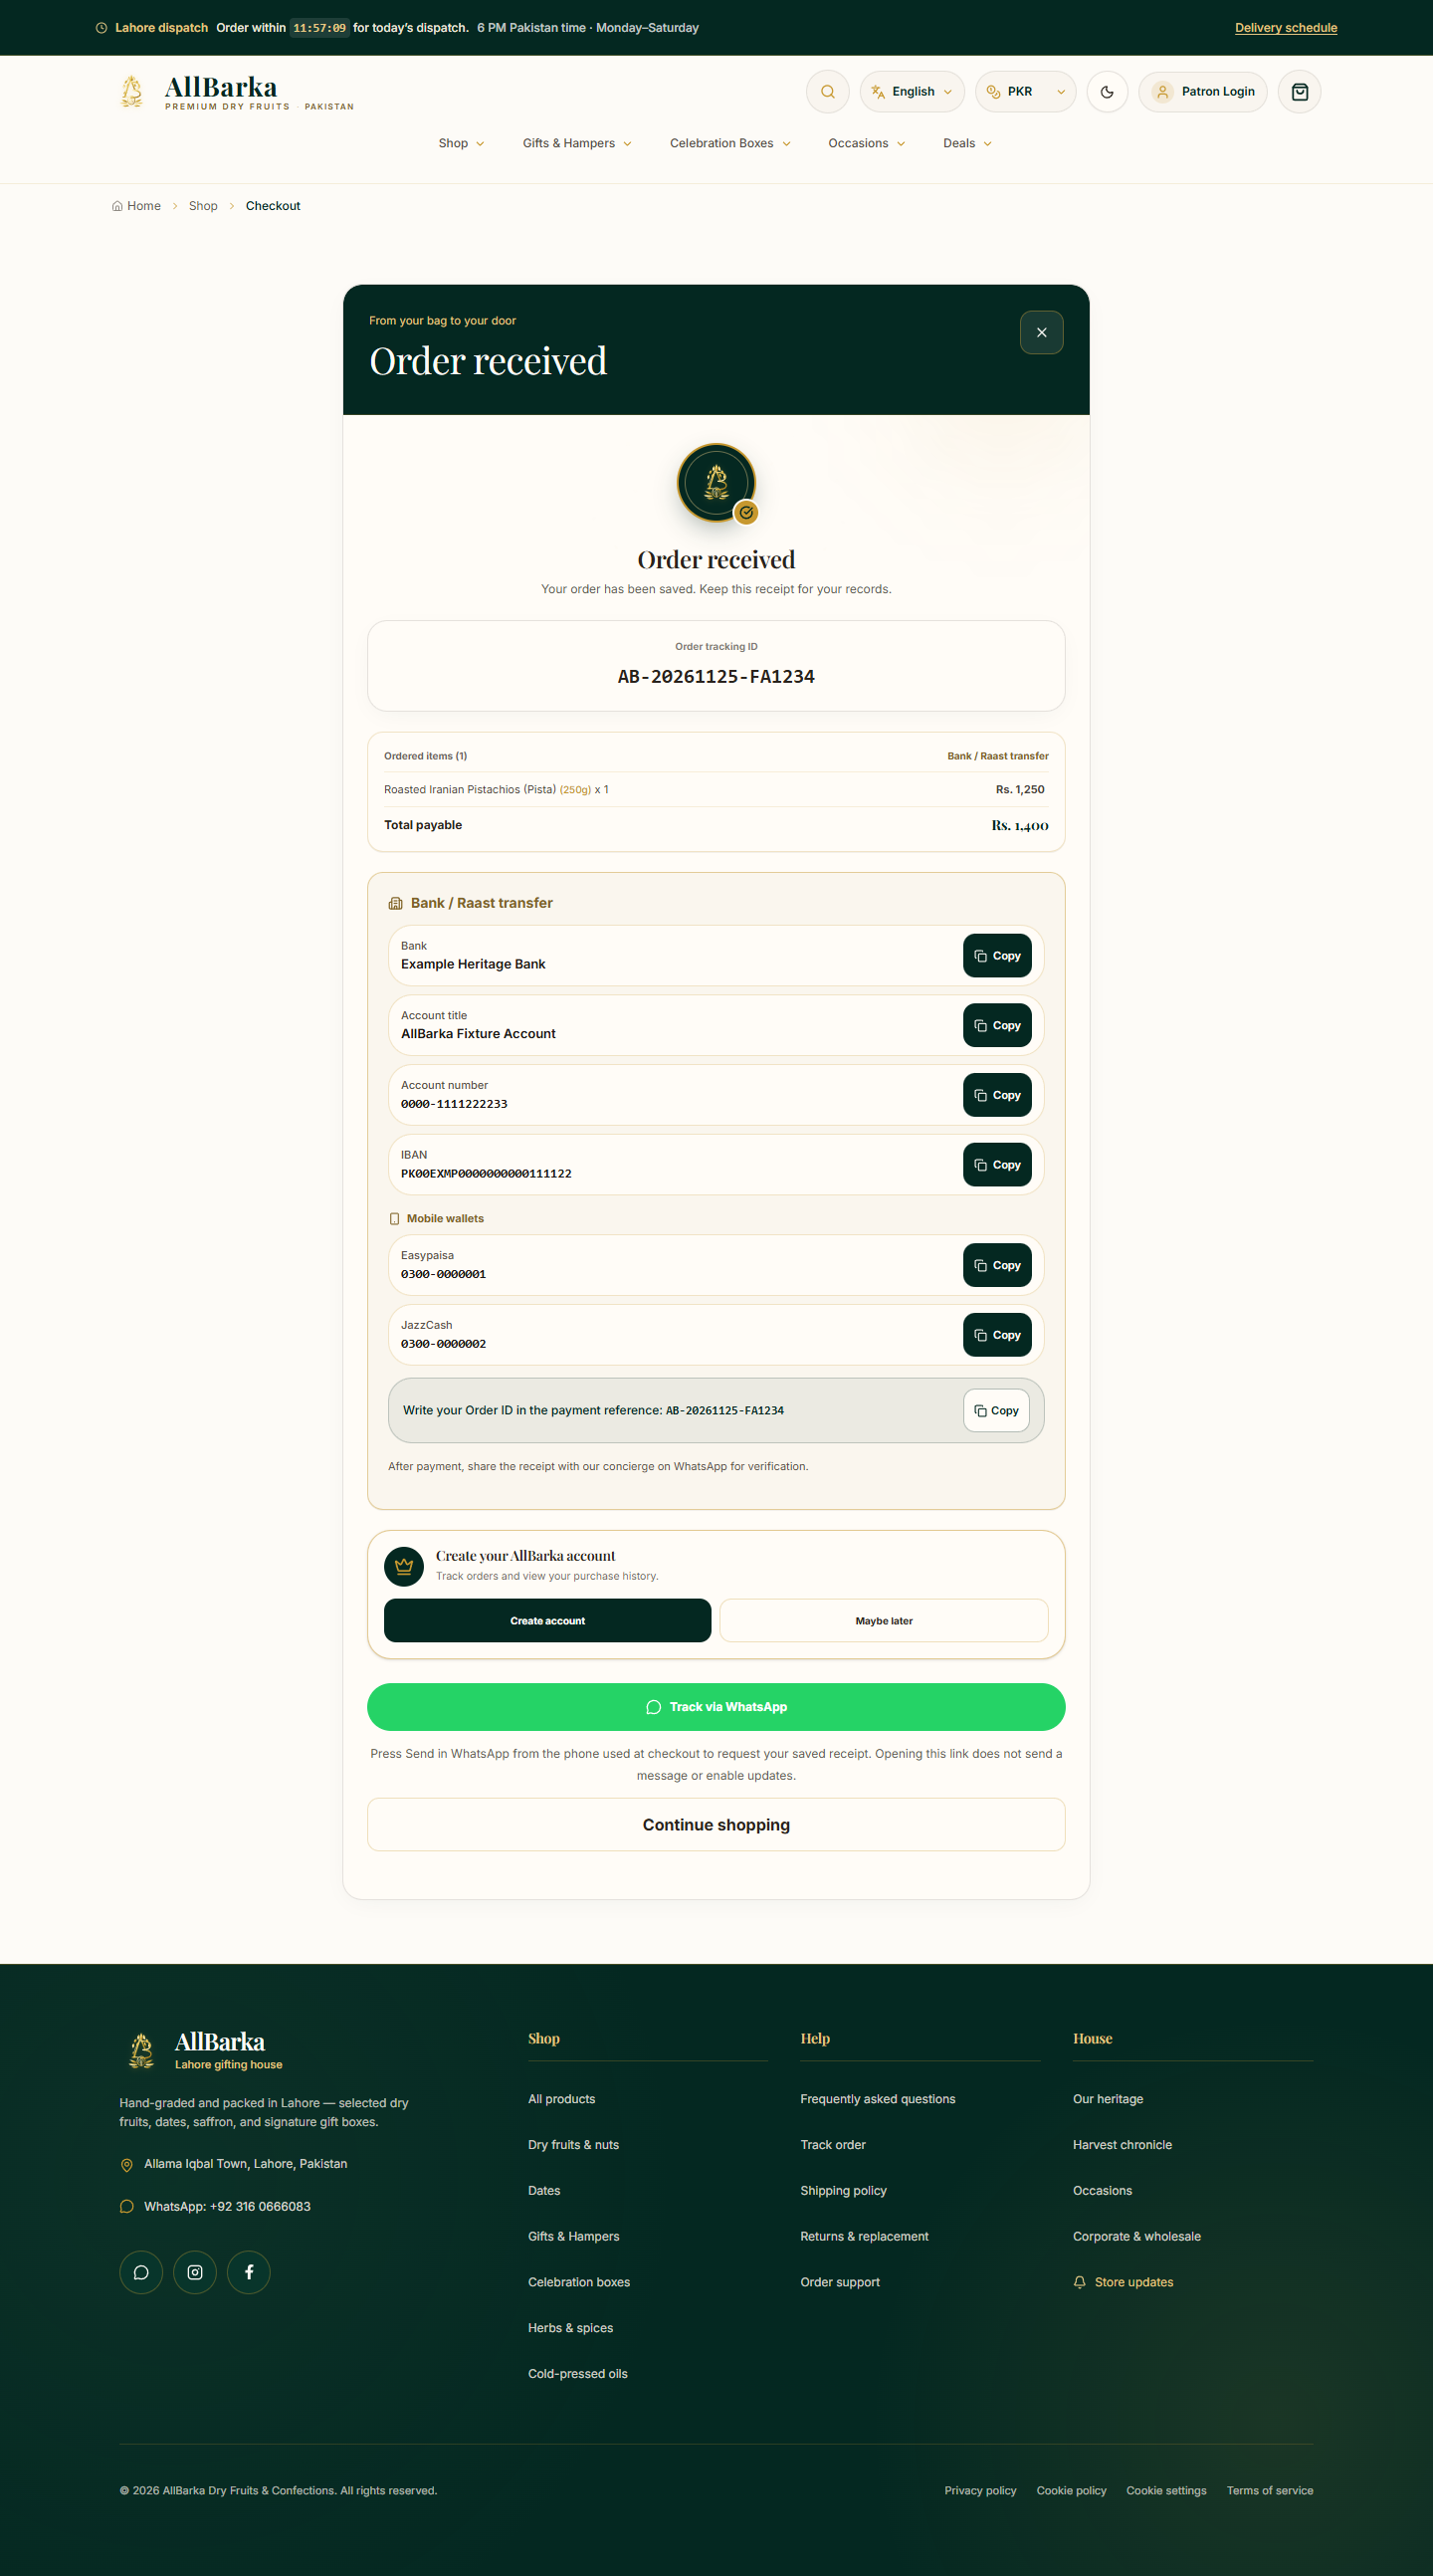 Lahore dispatch Order within 11:57:09 for today's dispatch. 6 PM Pakistan time · Monday–Saturday
Delivery schedule
AllBarka
PREMIUM DRY FRUITS · PAKISTAN
English
PKR
Patron Login
Shop
Gifts & Hampers
Celebration Boxes
Occasions
Deals
Home
Shop
Checkout
From your bag to your door
Order received
Order received
Your order has been saved. Keep this receipt for your records.
Order tracking ID
AB-20261125-FA1234
Ordered items (1)
Bank / Raast transfer
Roasted Iranian Pistachios (Pista) (250g) x 1
Rs. 1,250
Total payable
Rs. 1,400
Bank / Raast transfer
Bank
Example Heritage Bank
Copy
Account title
AllBarka Fixture Account
Copy
Account number
0000-1111222233
Copy
IBAN
PK00EXMP0000000000111122
Copy
Mobile wallets
Easypaisa
0300-0000001
Copy
JazzCash
0300-0000002
Copy
Write your Order ID in the payment reference: AB-20261125-FA1234
Copy
After payment, share the receipt with our concierge on WhatsApp for verification.
Create your AllBarka account
Track orders and view your purchase history.
Create account
Maybe later
Track via WhatsApp
Press Send in WhatsApp from the phone used at checkout to request your saved receipt. Opening this link does not send a
message or enable updates.
Continue shopping
AllBarka
Lahore gifting house
Hand-graded and packed in Lahore — selected dry
fruits, dates, saffron, and signature gift boxes.
Allama Iqbal Town, Lahore, Pakistan
WhatsApp: +92 316 0666083
Shop
All products
Dry fruits & nuts
Dates
Gifts & Hampers
Celebration boxes
Herbs & spices
Cold-pressed oils
Help
Frequently asked questions
Track order
Shipping policy
Returns & replacement
Order support
House
Our heritage
Harvest chronicle
Occasions
Corporate & wholesale
Store updates
© 2026 AllBarka Dry Fruits & Confections. All rights reserved.
Privacy policy
Cookie policy
Cookie settings
Terms of service